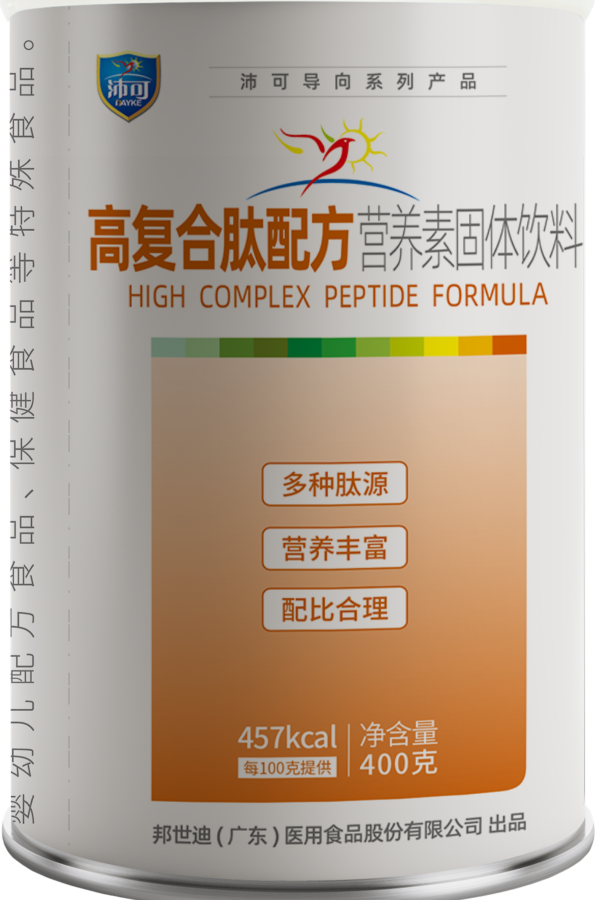 沛可
DAYKE
沛可导向系列产品
高复合肽配方营养素固体饮料
HIGH COMPLEX PEPTIDE FORMULA
多种肽源
营养丰富
配比合理
457kcal
每100克提供
净含量
400克
邦世迪(广东)医用食品股份有限公司 出品
婴幼儿配方食品、保健食品等特殊食品。